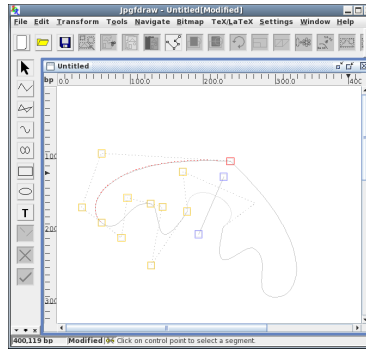 Jpgfdraw - Untitled[Modified]
File Edit Transform Tools Navigate Bitmap TeX/LaTeX Settings Window Help
Untitled
bp 0.0 100.0 200.0 300.0 400
100
200
300
T
400,119 bp Modified Click on control point to select a segment.